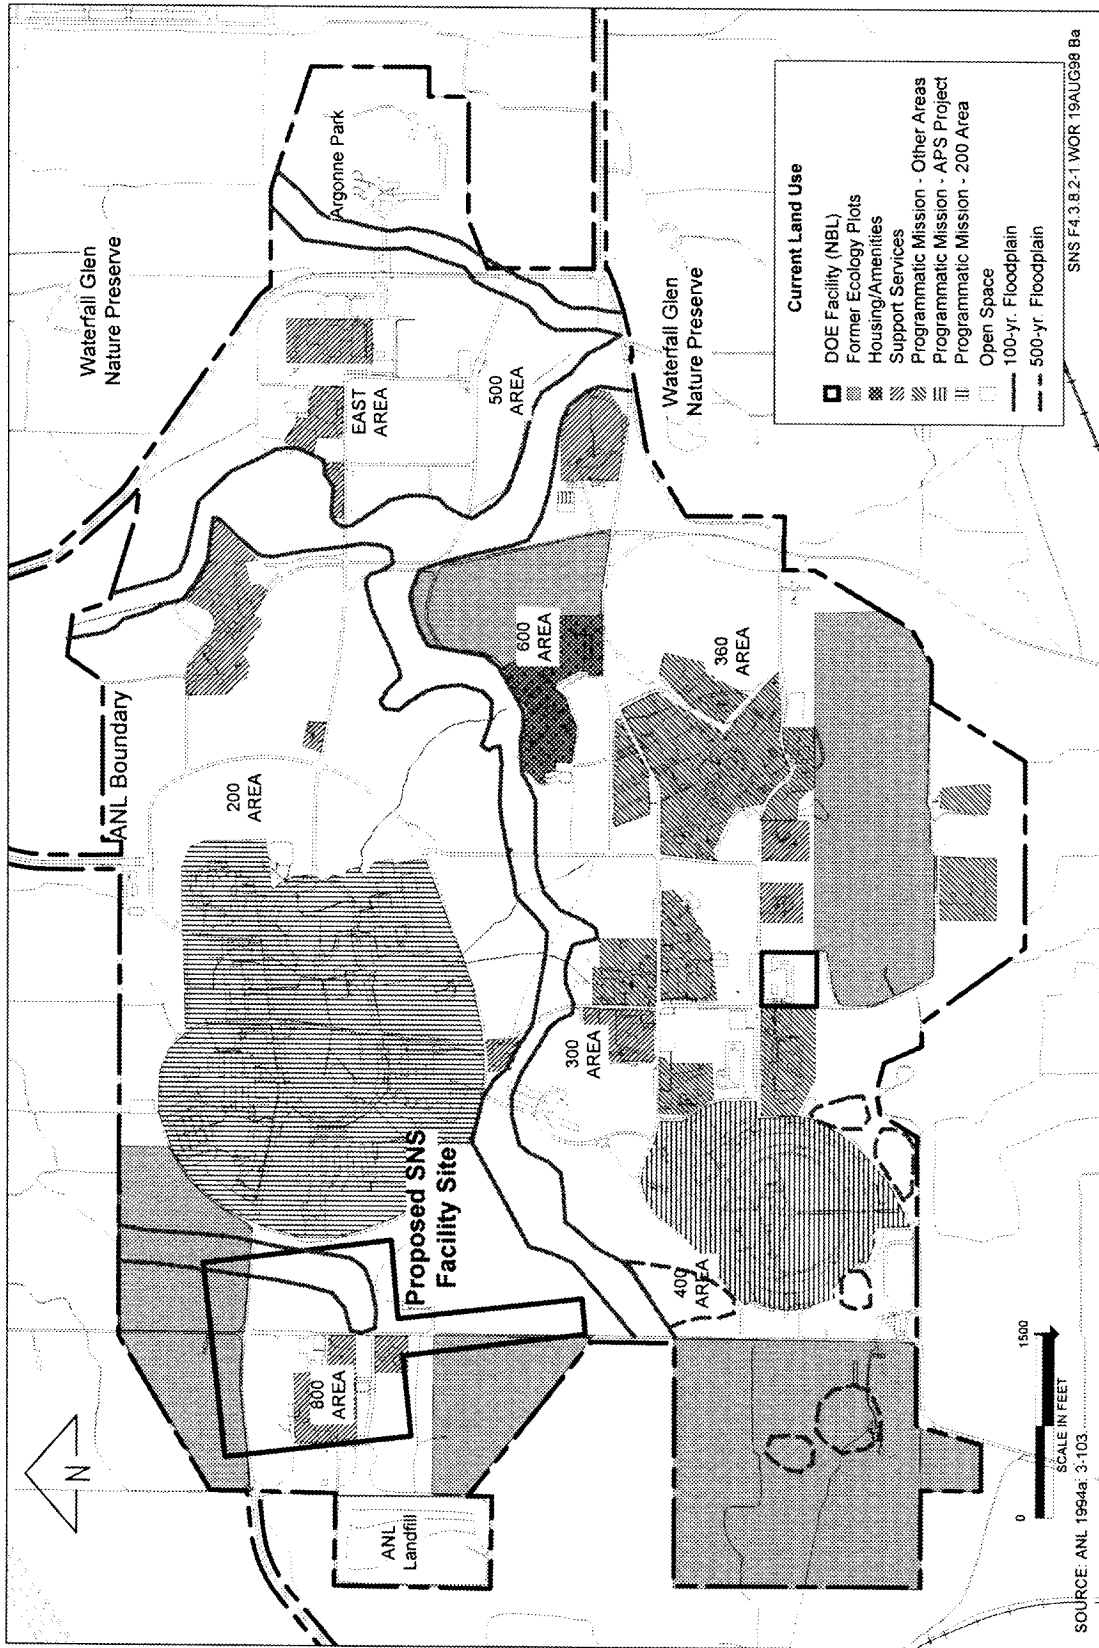 Waterfall Glen
Nature Preserve
ANL Boundary
Argonne Park
EAST
AREA
500
AREA
200
AREA
Waterfall Glen
Nature Preserve
600
AREA
360
AREA
300
AREA
Proposed SNS
Facility Site
400
AREA
800
AREA
ANL
Landfill
N
Current Land Use
DOE Facility (NBL)
Former Ecology Plots
Housing/Amenities
Support Services
Programmatic Mission - Other Areas
Programmatic Mission - APS Project
Programmatic Mission - 200 Area
Open Space
100-yr. Floodplain
500-yr. Floodplain
0 1500
SCALE IN FEET
SOURCE: ANL 1994a: 3-103.
SNS F4.3.8.2-1 WOR 19AUG98 Ba